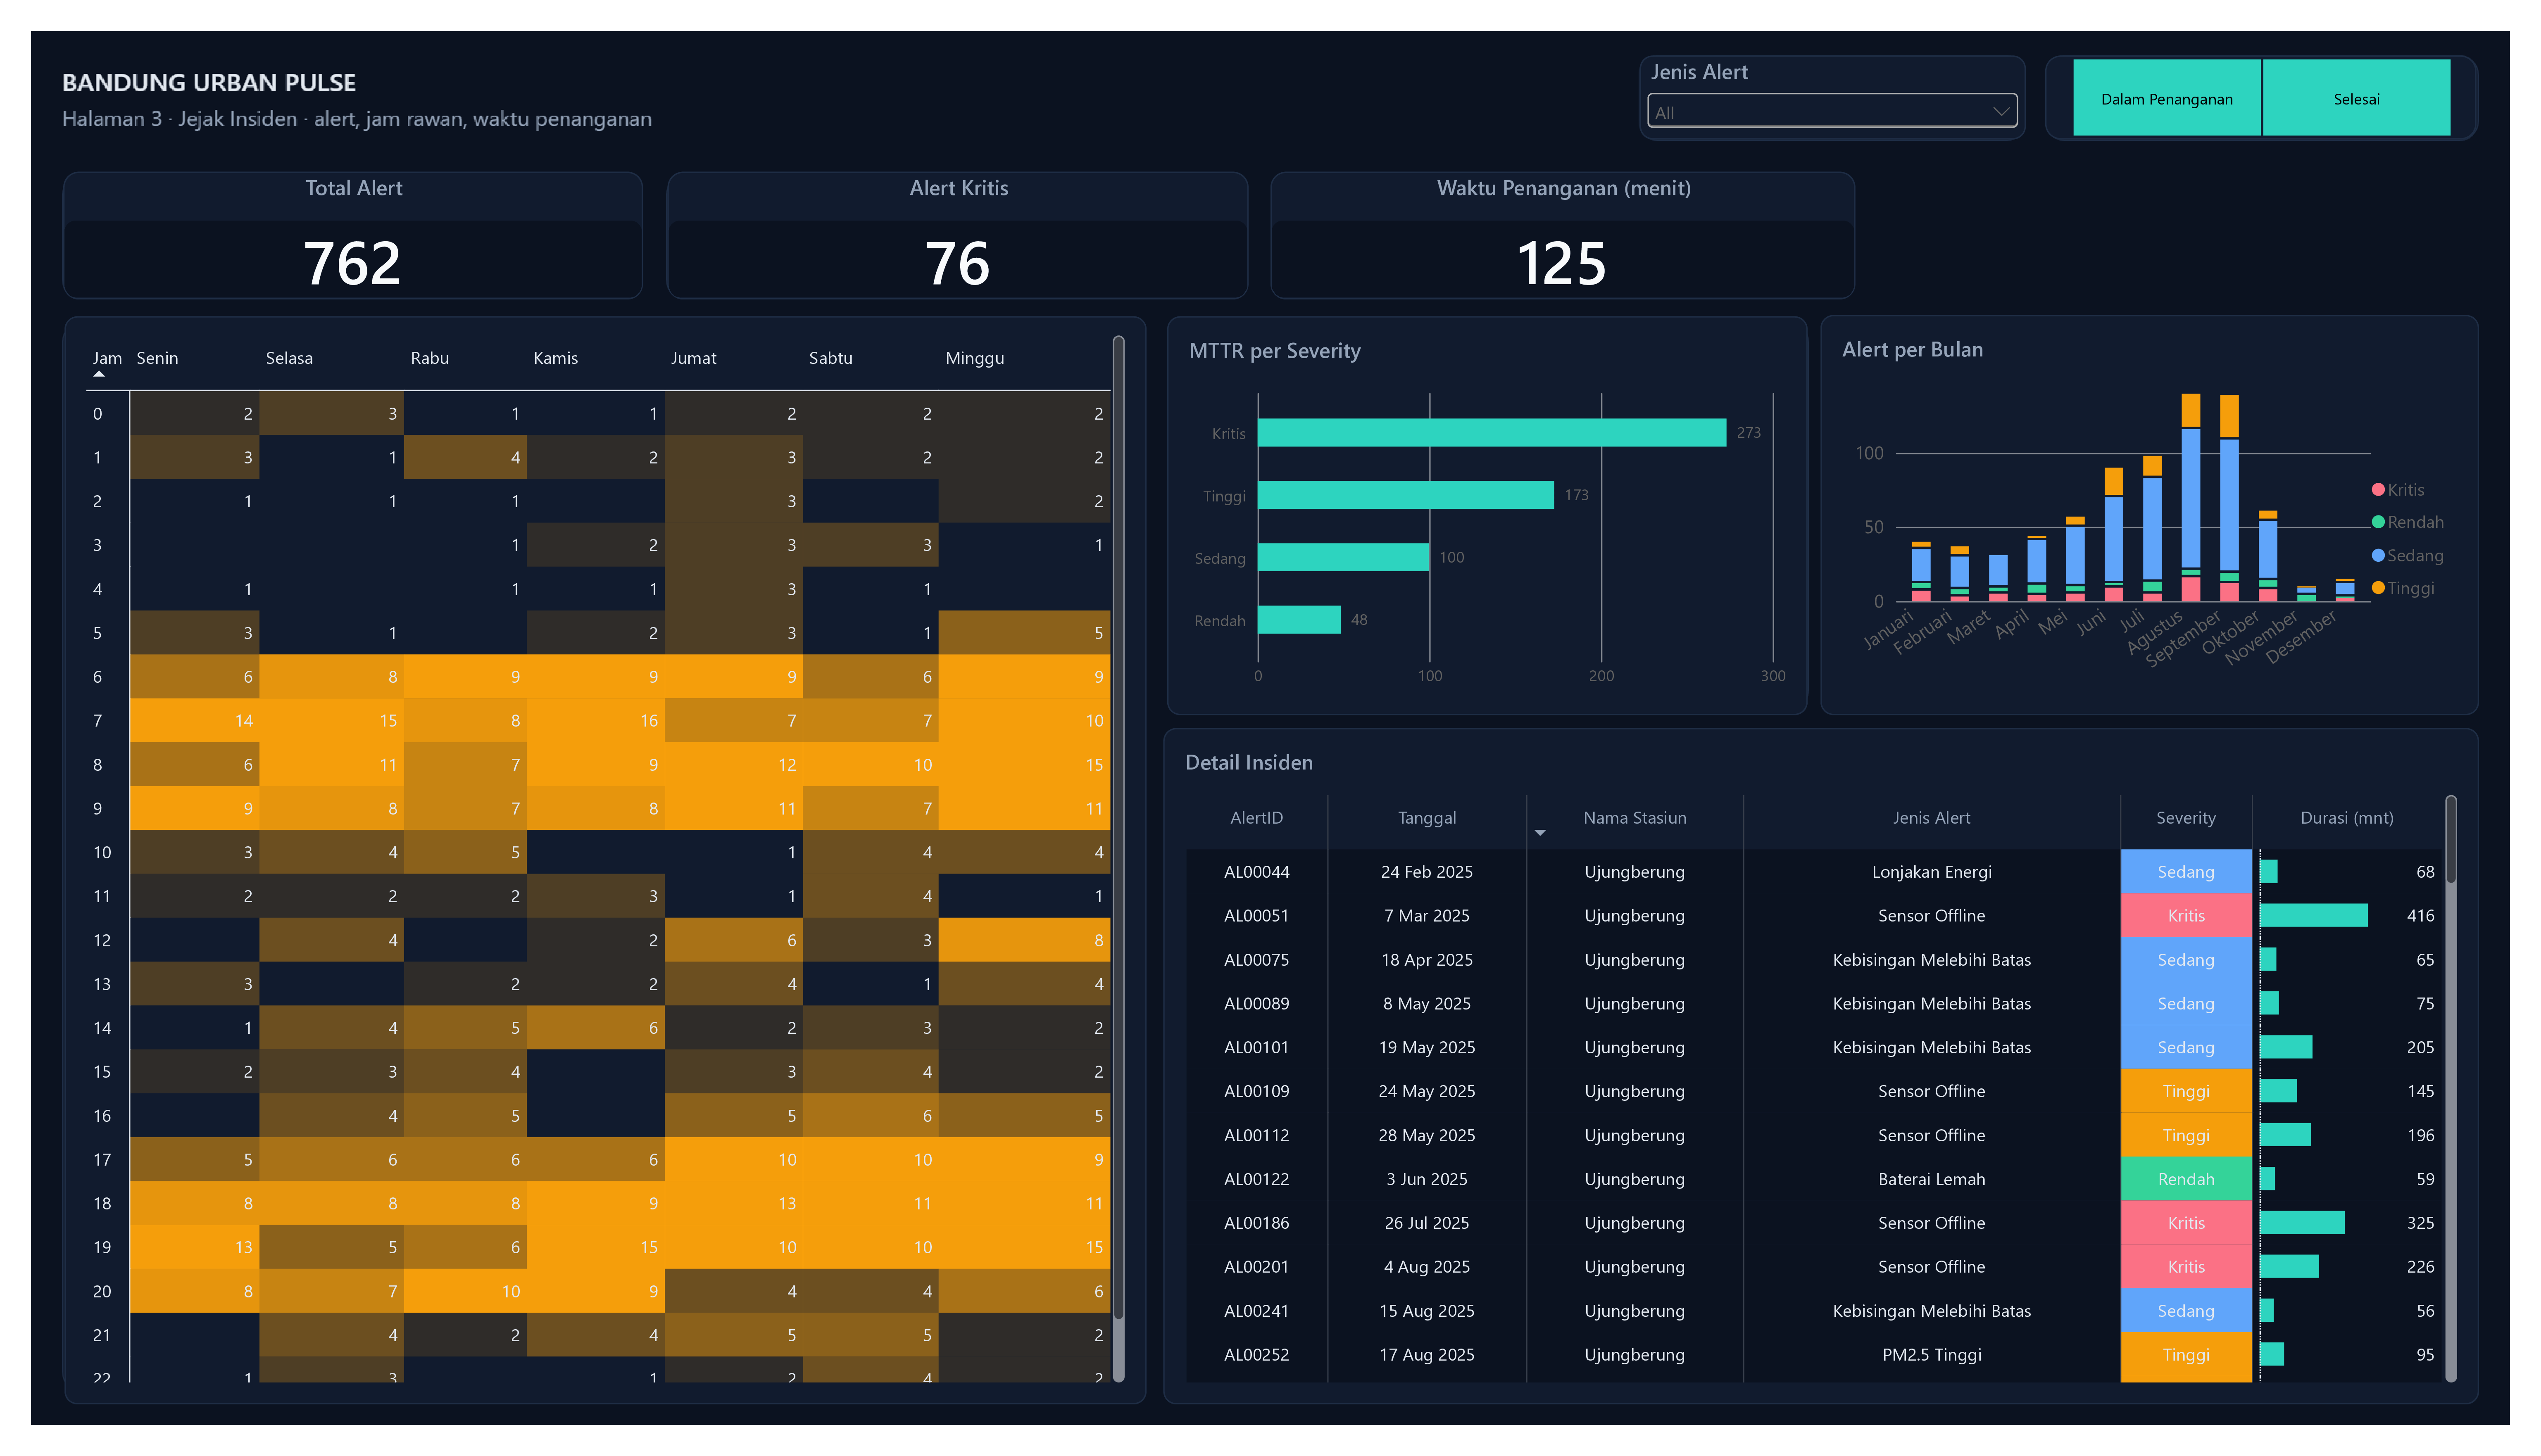 BANDUNG URBAN PULSE
Halaman 3 · Jejak Insiden · alert, jam rawan, waktu penanganan
Jenis Alert
All
Dalam Penanganan
Selesai
Total Alert
762
Alert Kritis
76
Waktu Penanganan (menit)
125
Jam Senin Selasa Rabu Kamis Jumat Sabtu Minggu
0 2 3 1 1 2 2 2
1 3 1 4 2 3 2 2
2 1 1 1 3 2
3 1 2 3 3 1
4 1 1 1 3 1
5 3 1 2 3 1 5
6 6 8 9 9 9 6 9
7 14 15 8 16 7 7 10
8 6 11 7 9 12 10 15
9 9 8 7 8 11 7 11
10 3 4 5 1 4 4
11 2 2 2 3 1 4 1
12 4 2 6 3 8
13 3 2 2 4 1 4
14 1 4 5 6 2 3 2
15 2 3 4 3 4 2
16 4 5 5 6 5
17 5 6 6 6 10 10 9
18 8 8 8 9 13 11 11
19 13 5 6 15 10 10 15
20 8 7 10 9 4 4 6
21 4 2 4 5 5 2
22 1 3 1 2 4 2
MTTR per Severity
Kritis 273
Tinggi 173
Sedang 100
Rendah 48
0 100 200 300
Alert per Bulan
100
50
0
Januari Februari Maret April Mei Juni Juli Agustus September Oktober November Desember
Kritis
Rendah
Sedang
Tinggi
Detail Insiden
AlertID Tanggal Nama Stasiun Jenis Alert Severity Durasi (mnt)
AL00044 24 Feb 2025 Ujungberung Lonjakan Energi Sedang 68
AL00051 7 Mar 2025 Ujungberung Sensor Offline Kritis 416
AL00075 18 Apr 2025 Ujungberung Kebisingan Melebihi Batas Sedang 65
AL00089 8 May 2025 Ujungberung Kebisingan Melebihi Batas Sedang 75
AL00101 19 May 2025 Ujungberung Kebisingan Melebihi Batas Sedang 205
AL00109 24 May 2025 Ujungberung Sensor Offline Tinggi 145
AL00112 28 May 2025 Ujungberung Sensor Offline Tinggi 196
AL00122 3 Jun 2025 Ujungberung Baterai Lemah Rendah 59
AL00186 26 Jul 2025 Ujungberung Sensor Offline Kritis 325
AL00201 4 Aug 2025 Ujungberung Sensor Offline Kritis 226
AL00241 15 Aug 2025 Ujungberung Kebisingan Melebihi Batas Sedang 56
AL00252 17 Aug 2025 Ujungberung PM2.5 Tinggi Tinggi 95